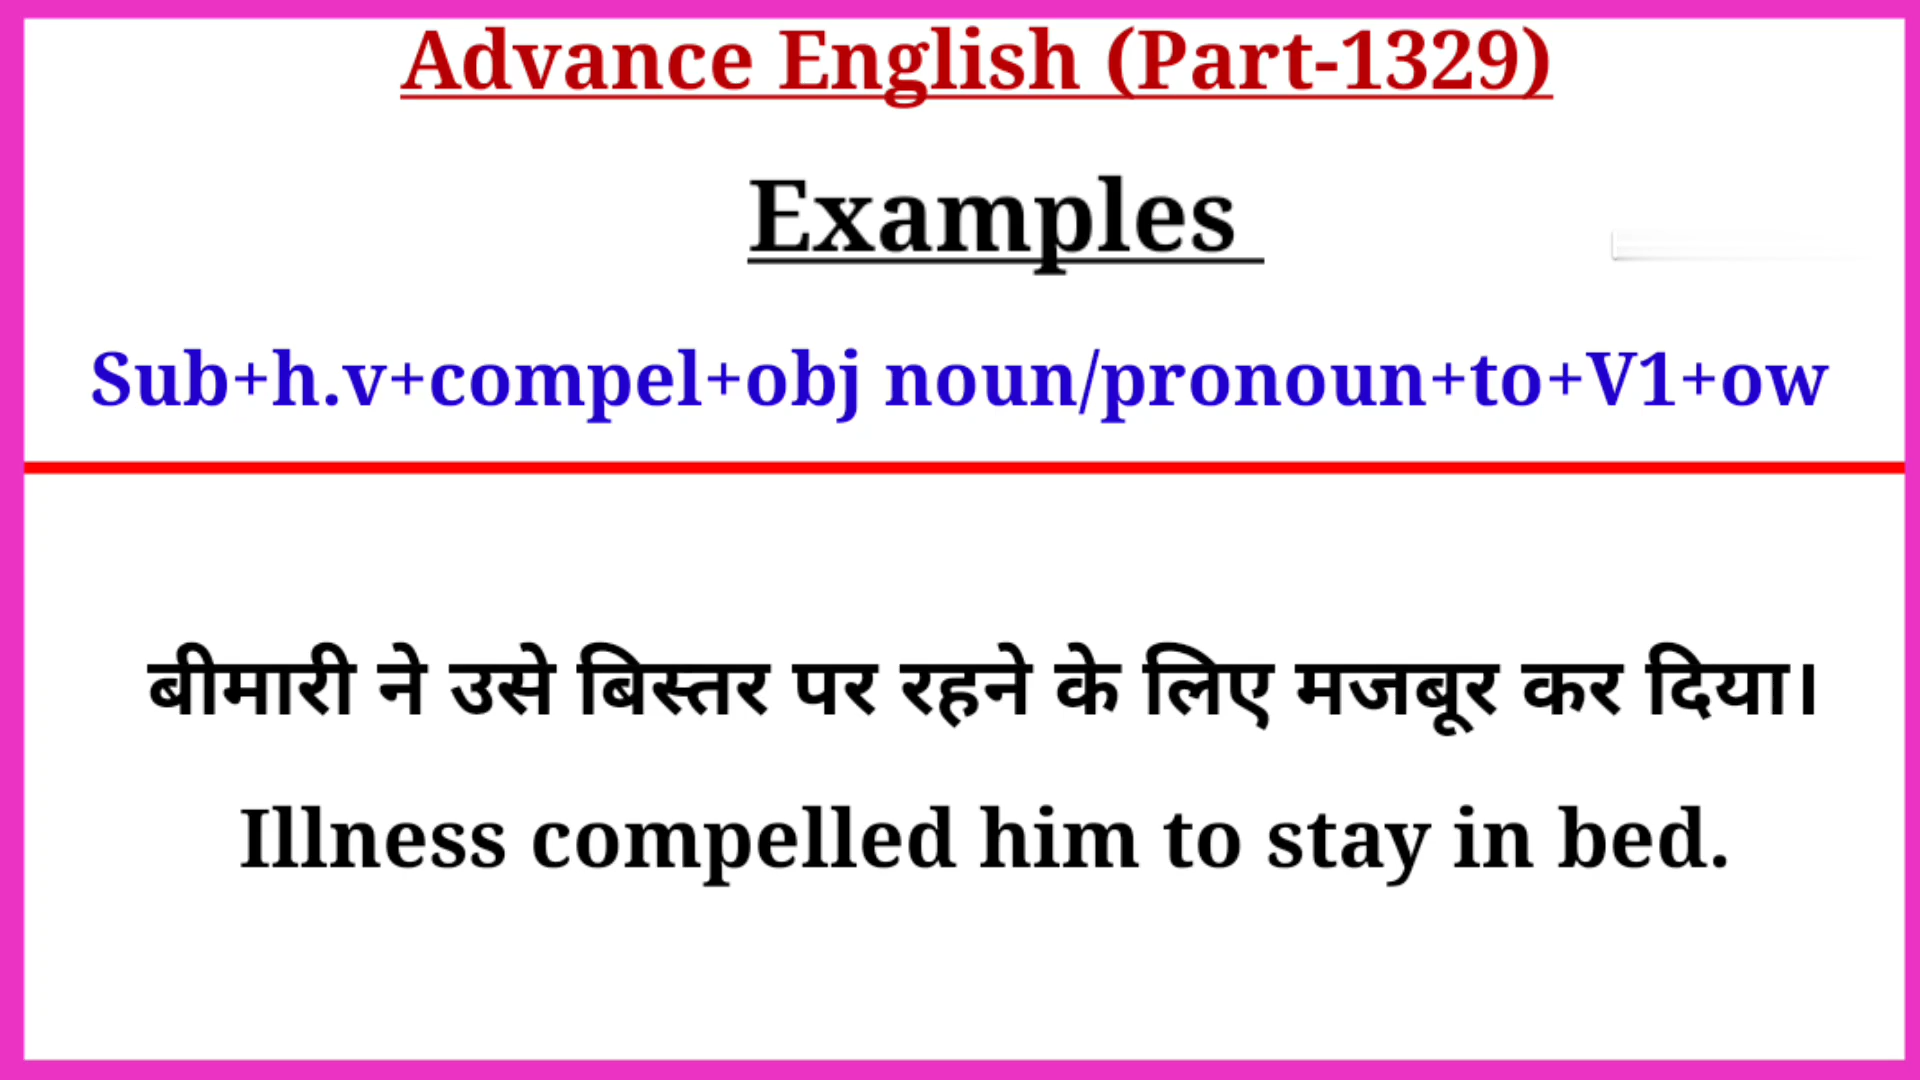 Advance English (Part-1329)
Examples
Sub+h.v+compel+obj noun/pronoun+to+V1+ow
बीमारी ने उसे बिस्तर पर रहने के लिए मजबूर कर दिया।
Illness compelled him to stay in bed.